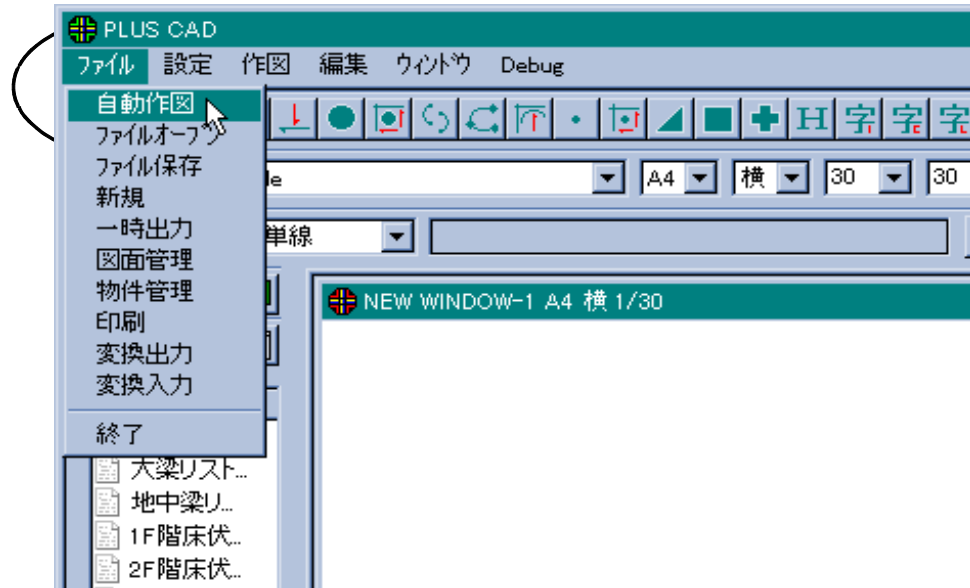 PLUS CAD
ファイル 設定 作図 編集 ウィンドウ Debug
自動作図
ファイルオープン
ファイル保存
新規
一時出力
図面管理
物件管理
印刷
変換出力
変換入力
終了
H 字 字 字
le A4 横 30 30
単線
NEW WINDOW-1 A4 横 1/30
大梁リスト...
地中梁リ...
1F階床伏...
2F階床伏...